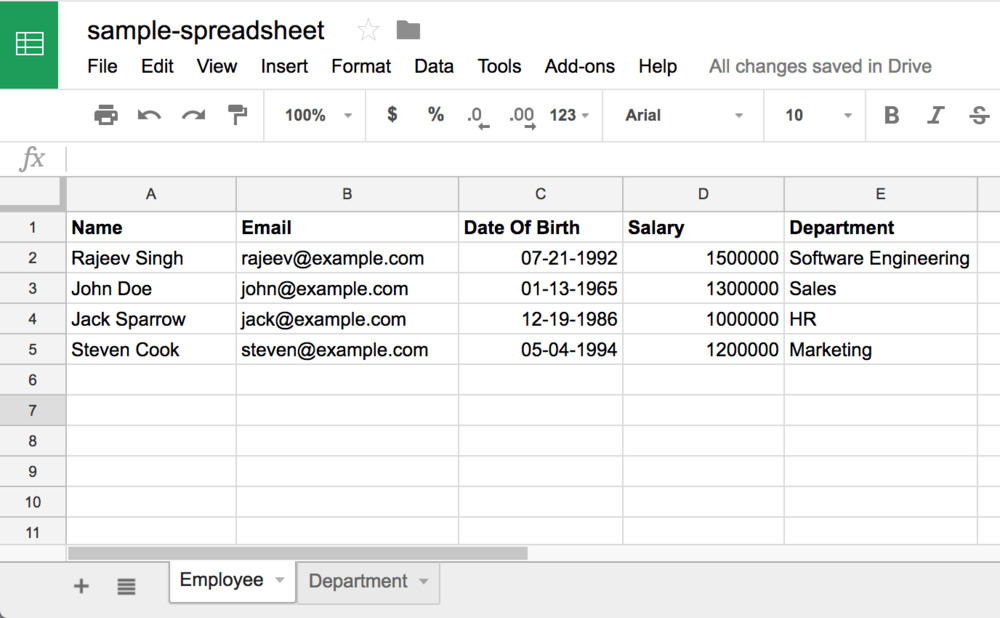 sample-spreadsheet
File Edit View Insert Format Data Tools Add-ons Help All changes saved in Drive
100% $ % .0 .00 123 Arial 10 B I S
fx
A B C D E
1 Name Email Date Of Birth Salary Department
2 Rajeev Singh rajeev@example.com 07-21-1992 1500000 Software Engineering
3 John Doe john@example.com 01-13-1965 1300000 Sales
4 Jack Sparrow jack@example.com 12-19-1986 1000000 HR
5 Steven Cook steven@example.com 05-04-1994 1200000 Marketing
6
7
8
9
10
11
+ Employee Department